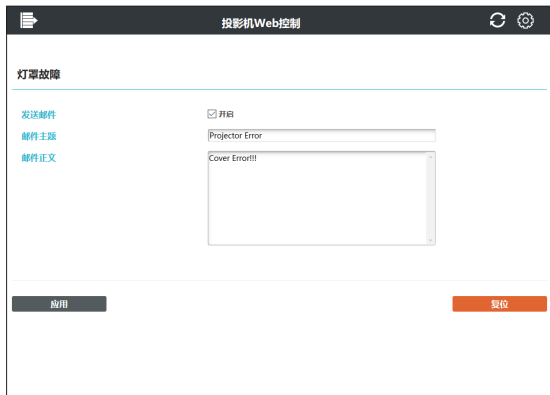 投影机Web控制
灯罩故障
发送邮件 开启
邮件主题 Projector Error
邮件正文 Cover Error!!!
应用 复位